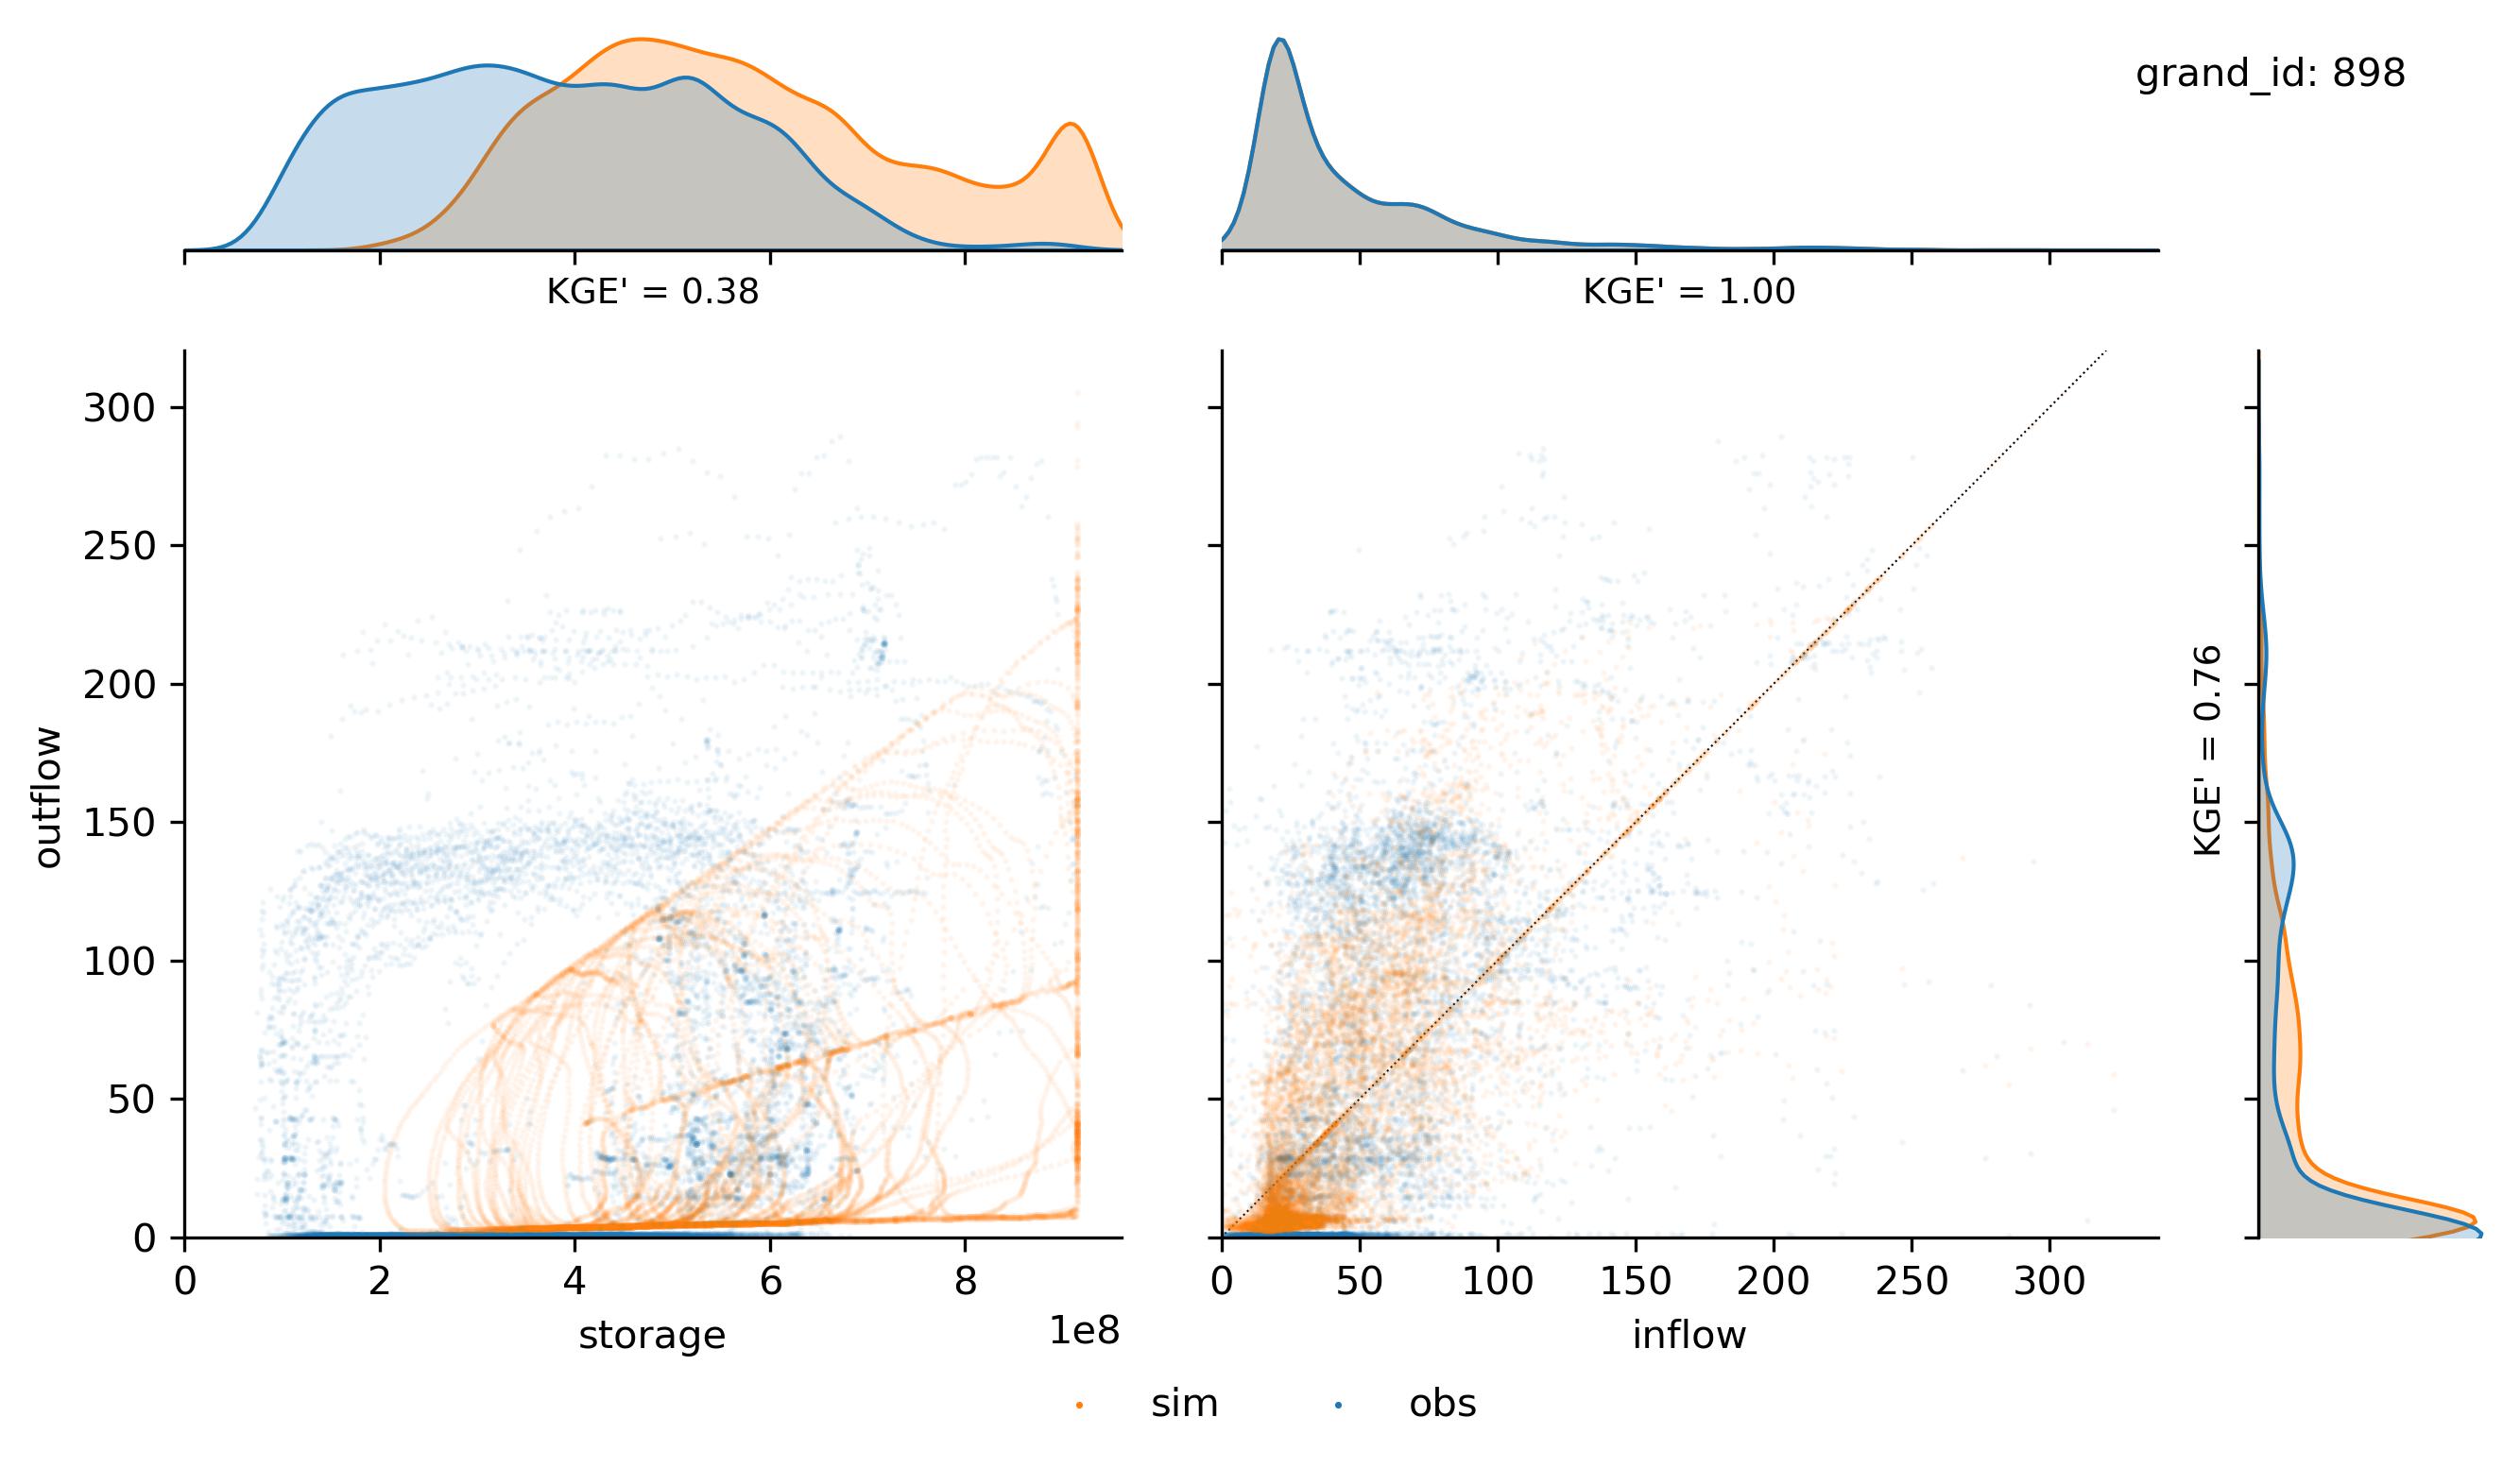 grand_id: 898
KGE' = 0.38
KGE' = 1.00
outflow
300
250
200
150
100
50
0
KGE' = 0.76
0 2 4 6 8
1e8
storage
0 50 100 150 200 250 300
inflow
sim obs